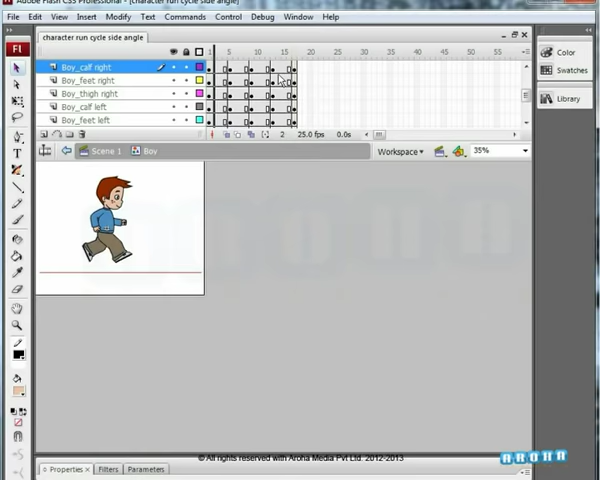 Adobe Flash CS3 Professional - [character run cycle side angle]
File Edit View Insert Modify Text Commands Control Debug Window Help
character run cycle side angle
1 5 10 15 20 25 30 35 40 45 50 55
Boy_calf right
Boy_feet right
Boy_thigh right
Boy_calf left
Boy_feet left
2 25.0 fps 0.0s
Scene 1 Boy Workspace 35%
Fl
Color
Swatches
Library
© All rights reserved with Aroha Media Pvt Ltd. 2012-2013
AROHA
Properties Filters Parameters